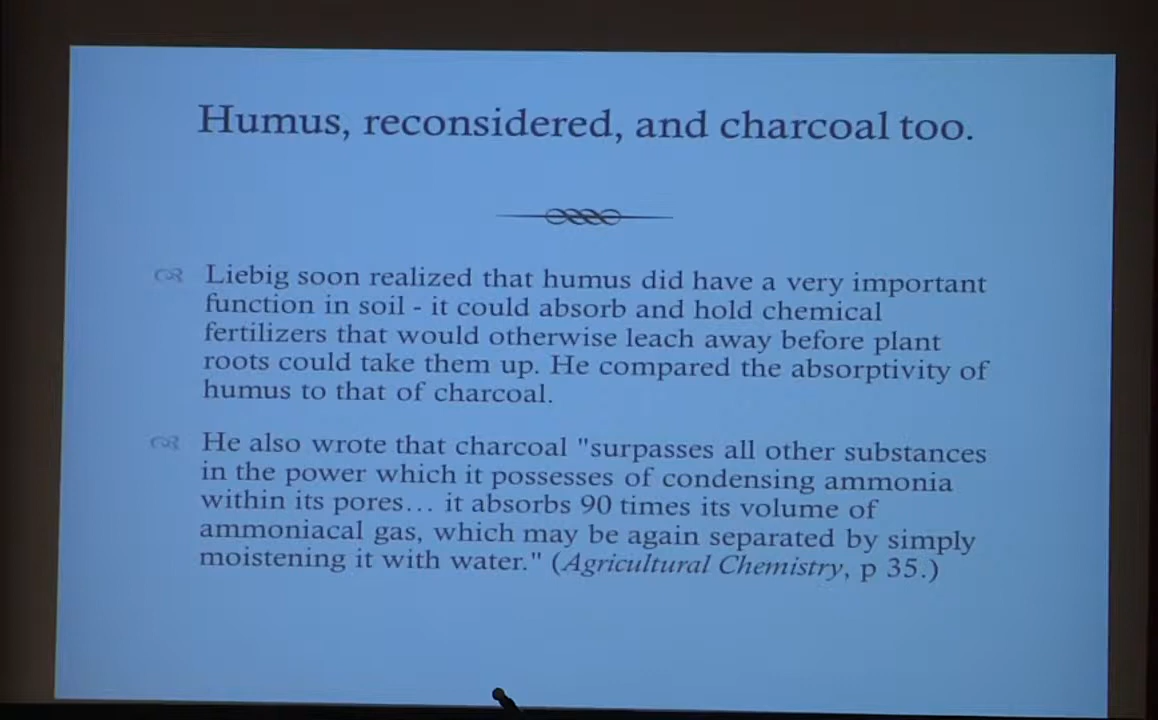 Humus, reconsidered, and charcoal too.
Liebig soon realized that humus did have a very important
function in soil - it could absorb and hold chemical
fertilizers that would otherwise leach away before plant
roots could take them up. He compared the absorptivity of
humus to that of charcoal.
He also wrote that charcoal "surpasses all other substances
in the power which it possesses of condensing ammonia
within its pores... it absorbs 90 times its volume of
ammoniacal gas, which may be again separated by simply
moistening it with water." (Agricultural Chemistry, p 35.)